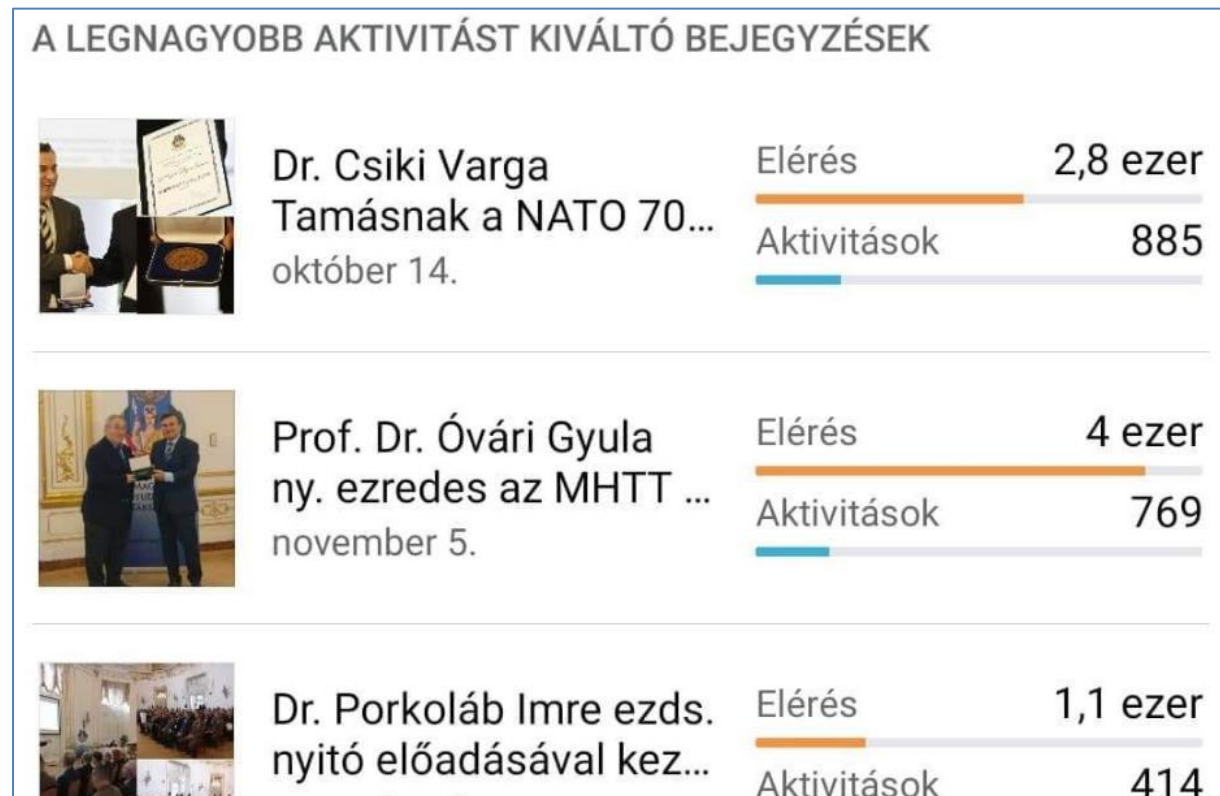 A LEGNAGYOBB AKTIVITÁST KIVÁLTÓ BEJEGYZÉSEK
Dr. Csiki Varga
Tamásnak a NATO 70...
október 14.
Elérés 2,8 ezer
Aktivitások 885
Prof. Dr. Óvári Gyula
ny. ezredes az MHTT ...
november 5.
Elérés 4 ezer
Aktivitások 769
Dr. Porkoláb Imre ezds.
nyitó előadásával kez...
Elérés 1,1 ezer
Aktivitások 414